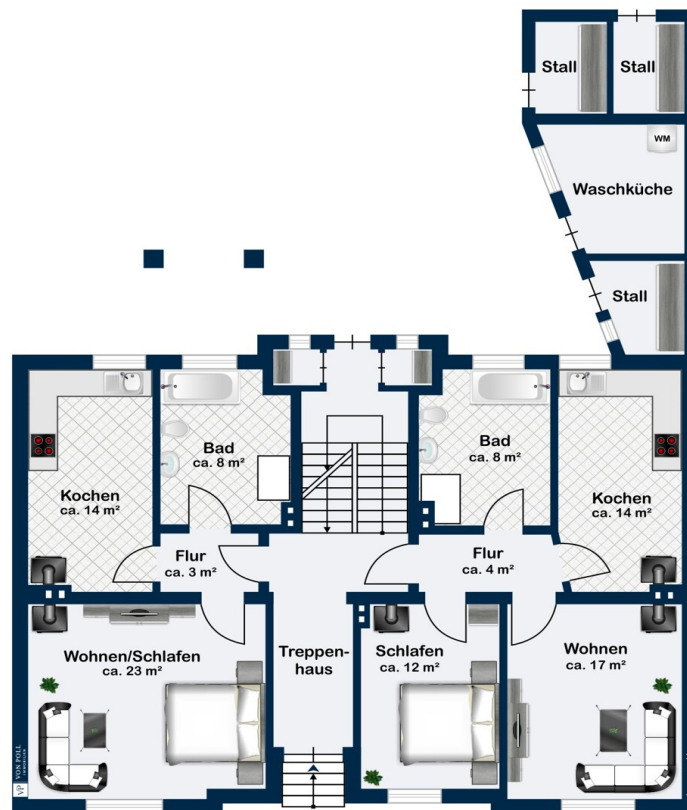 Stall
Stall
WM
Waschküche
Stall
Bad
ca. 8 m²
Bad
ca. 8 m²
Kochen
ca. 14 m²
Kochen
ca. 14 m²
Flur
ca. 3 m²
Flur
ca. 4 m²
Wohnen/Schlafen
ca. 23 m²
Treppen-
haus
Schlafen
ca. 12 m²
Wohnen
ca. 17 m²
VP VON POLL
IMMOBILIEN